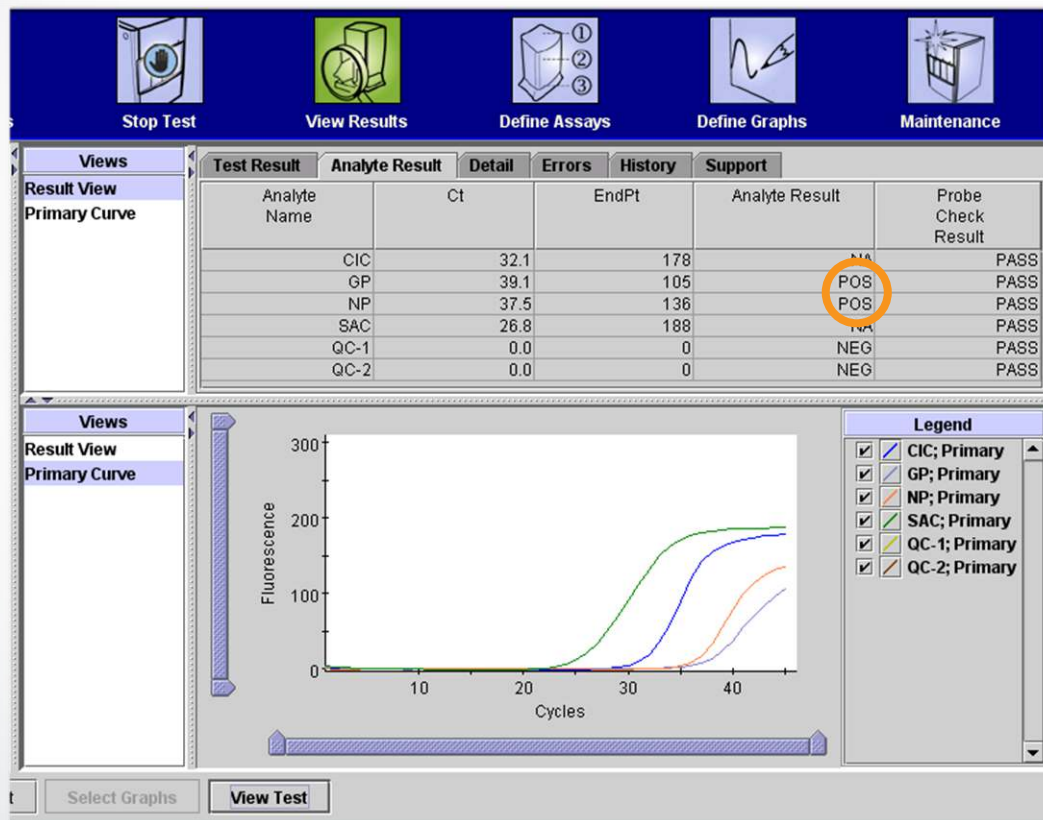 ①
②
③
s
Stop Test
View Results
Define Assays
Define Graphs
Maintenance
Views
Result View
Primary Curve
Test Result
Analyte Result
Detail
Errors
History
Support
Analyte
Name
Ct
EndPt
Analyte Result
Probe
Check
Result
CIC 32.1 178 NA PASS
GP 39.1 105 POS PASS
NP 37.5 136 POS PASS
SAC 26.8 188 NA PASS
QC-1 0.0 0 NEG PASS
QC-2 0.0 0 NEG PASS
Views
Result View
Primary Curve
300
200
100
0
Fluorescence
10 20 30 40
Cycles
Legend
CIC; Primary
GP; Primary
NP; Primary
SAC; Primary
QC-1; Primary
QC-2; Primary
t
Select Graphs
View Test